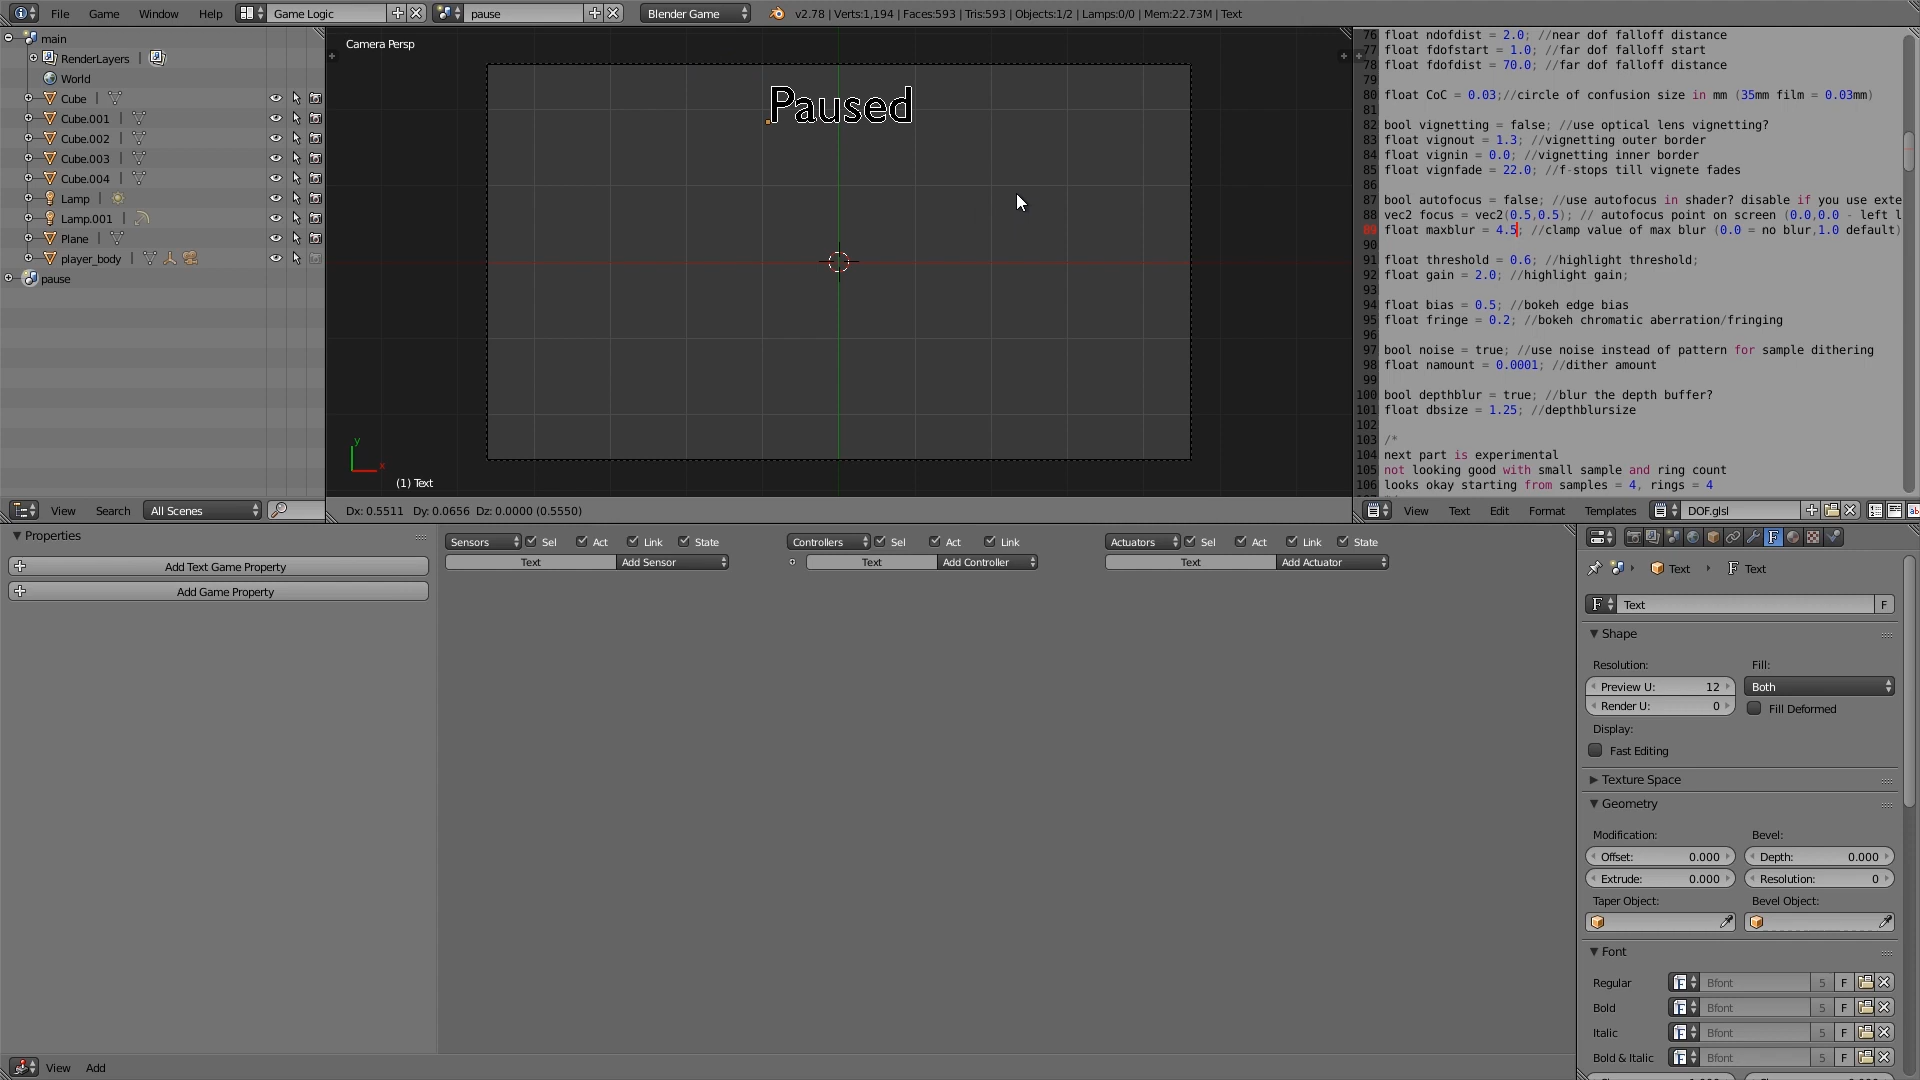 File Game Window Help Game Logic pause Blender Game v2.78 | Verts:1,194 | Faces:593 | Tris:593 | Objects:1/2 | Lamps:0/0 | Mem:22.73M | Text
main
RenderLayers |
World
Cube |
Cube.001 |
Cube.002 |
Cube.003 |
Cube.004 |
Lamp |
Lamp.001 |
Plane |
player_body |
pause
View Search All Scenes
Camera Persp
Paused
y
x
(1) Text
Dx: 0.5511 Dy: 0.0656 Dz: 0.0000 (0.5550)
76 float ndofdist = 2.0; //near dof falloff distance
77 float fdofstart = 1.0; //far dof falloff start
78 float fdofdist = 70.0; //far dof falloff distance
79
80 float CoC = 0.03;//circle of confusion size in mm (35mm film = 0.03mm)
81
82 bool vignetting = false; //use optical lens vignetting?
83 float vignout = 1.3; //vignetting outer border
84 float vignin = 0.0; //vignetting inner border
85 float vignfade = 22.0; //f-stops till vignete fades
86
87 bool autofocus = false; //use autofocus in shader? disable if you use exte
88 vec2 focus = vec2(0.5,0.5); // autofocus point on screen (0.0,0.0 - left l
89 float maxblur = 4.5; //clamp value of max blur (0.0 = no blur,1.0 default)
90
91 float threshold = 0.6; //highlight threshold;
92 float gain = 2.0; //highlight gain;
93
94 float bias = 0.5; //bokeh edge bias
95 float fringe = 0.2; //bokeh chromatic aberration/fringing
96
97 bool noise = true; //use noise instead of pattern for sample dithering
98 float namount = 0.0001; //dither amount
99
100 bool depthblur = true; //blur the depth buffer?
101 float dbsize = 1.25; //depthblursize
102
103 /*
104 next part is experimental
105 not looking good with small sample and ring count
106 looks okay starting from samples = 4, rings = 4
View Text Edit Format Templates DOF.glsl
Properties
Add Text Game Property
Add Game Property
Sensors Sel Act Link State Controllers Sel Act Link Actuators Sel Act Link State
Text Add Sensor Text Add Controller Text Add Actuator
View Add
Text Text
F Text F
Shape
Resolution: Fill:
Preview U: 12 Both
Render U: 0 Fill Deformed
Display:
Fast Editing
Texture Space
Geometry
Modification: Bevel:
Offset: 0.000 Depth: 0.000
Extrude: 0.000 Resolution: 0
Taper Object: Bevel Object:
Font
Regular Bfont 5 F
Bold Bfont 5 F
Italic Bfont 5 F
Bold & Italic Bfont 5 F